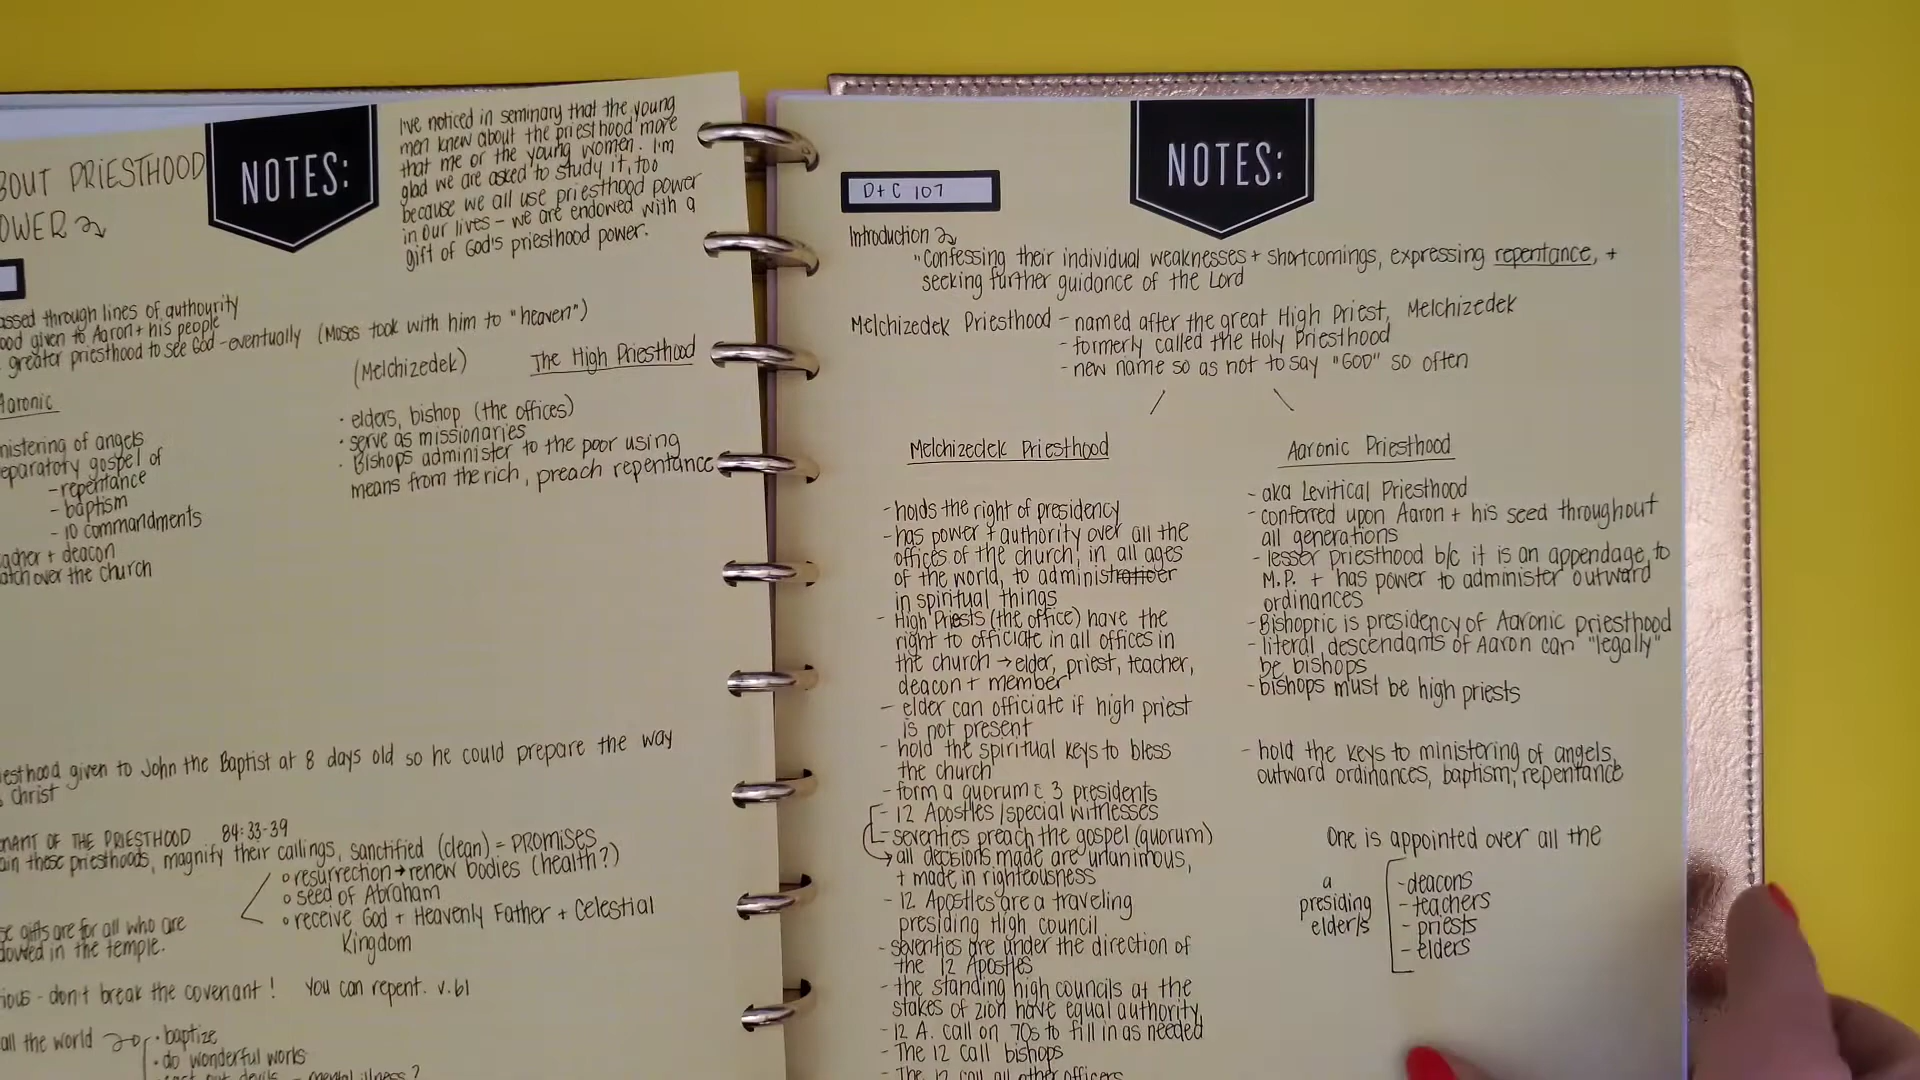 BOUT PRIESTHOOD
OWER
NOTES:
I've noticed in seminary that the young
men knew about the priesthood more
that me or the young women. I'm
glad we are asked to study it, too
because we all use priesthood power
in our lives - we are endowed with a
gift of God's priesthood power.
assed through lines of authourity
ood given to Aaron + his people
greater priesthood to see God - eventually (Moses took with him to "heaven")
(Melchizedek) The High Priesthood
Aaronic
· elders, bishop (the offices)
· serve as missionaries
· Bishops administer to the poor using
means from the rich, preach repentance
nistering of angels
eparatory gospel of
- repentance
- baptism
- 10 commandments
acher + deacon
atch over the church
iesthood given to John the Baptist at 8 days old so he could prepare the way
Christ
NANT OF THE PRIESTHOOD 84:33-39
ain these priesthoods, magnify their callings, sanctified (clean) = PROMISES
o resurrection → renew bodies (health?)
o seed of Abraham
o receive God + Heavenly Father + Celestial
Kingdom
se gifts are for all who are
dowed in the temple.
ious - don't break the covenant! You can repent. v.61
all the world · baptize
· do wonderful works
· cast out devils - mental illness?
NOTES:
D+C 107
Introduction
"Confessing their individual weaknesses + shortcomings, expressing repentance, +
seeking further guidance of the Lord
Melchizedek Priesthood - named after the great High Priest, Melchizedek
- formerly called the Holy Priesthood
- new name so as not to say "GOD" so often
Melchizedek Priesthood
- holds the right of presidency
- has power + authority over all the
offices of the church, in all ages
of the world, to administrationer
in spiritual things
- High Priests (the office) have the
right to officiate in all offices in
the church → elder, priest, teacher,
deacon + member
- elder can officiate if high priest
is not present
- hold the spiritual keys to bless
the church
- form a quorum c 3 presidents
- 12 Apostles / special witnesses
- seventies preach the gospel (quorum)
→ all decisions made are unanimous,
+ made in righteousness
- 12 Apostles are a traveling
presiding High council
- seventies are under the direction of
the 12 Apostles
- the standing high councils at the
stakes of zion have equal authority
- 12 A. call on 70s to fill in as needed
- The 12 call bishops
- The 12 call all other officers
Aaronic Priesthood
- aka Levitical Priesthood
- conferred upon Aaron + his seed throughout
all generations
- lesser priesthood b/c it is an appendage to
M.P. + has power to administer outward
ordinances
- Bishopric is presidency of Aaronic priesthood
- literal descendants of Aaron can "legally"
be bishops
- bishops must be high priests
- hold the keys to ministering of angels,
outward ordinances, baptism, repentance
One is appointed over all the
a
presiding
elder/s
- deacons
- teachers
- priests
- elders